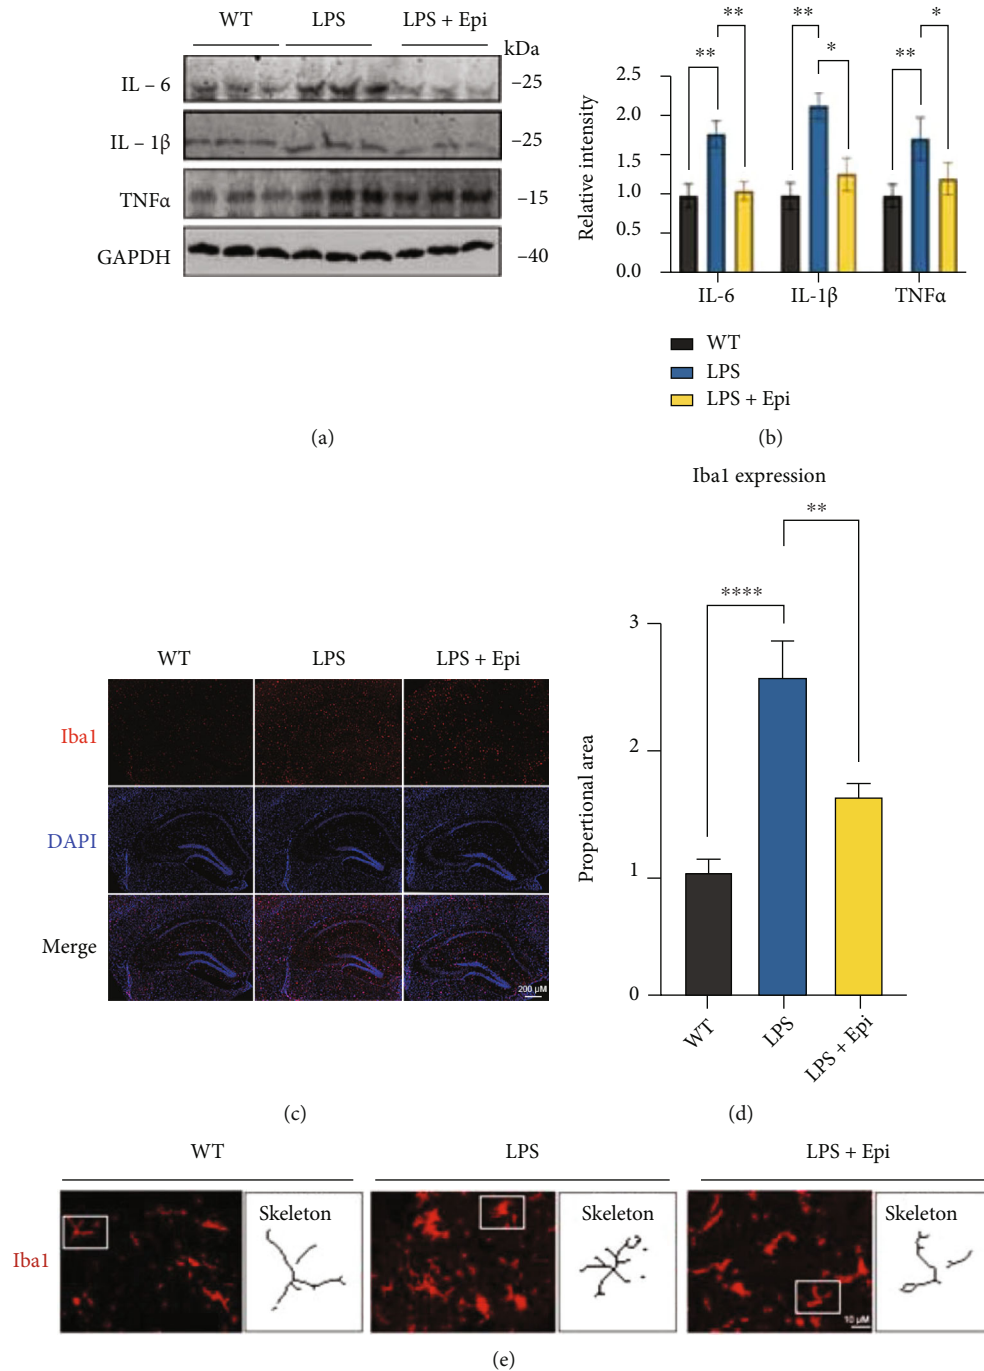 WT LPS LPS + Epi
kDa
IL – 6 –25
IL – 1β –25
TNFα –15
GAPDH –40
(a)
** ** ** * ** *
Relative intensity
2.5
2.0
1.5
1.0
0.5
0.0
IL-6 IL-1β TNFα
WT
LPS
LPS + Epi
(b)
WT LPS LPS + Epi
Iba1
DAPI
Merge
200 µM
(c)
Iba1 expression
**
****
Propertional area
3
2
1
0
WT LPS LPS + Epi
(d)
WT LPS LPS + Epi
Iba1
Skeleton Skeleton Skeleton
10 µM
(e)